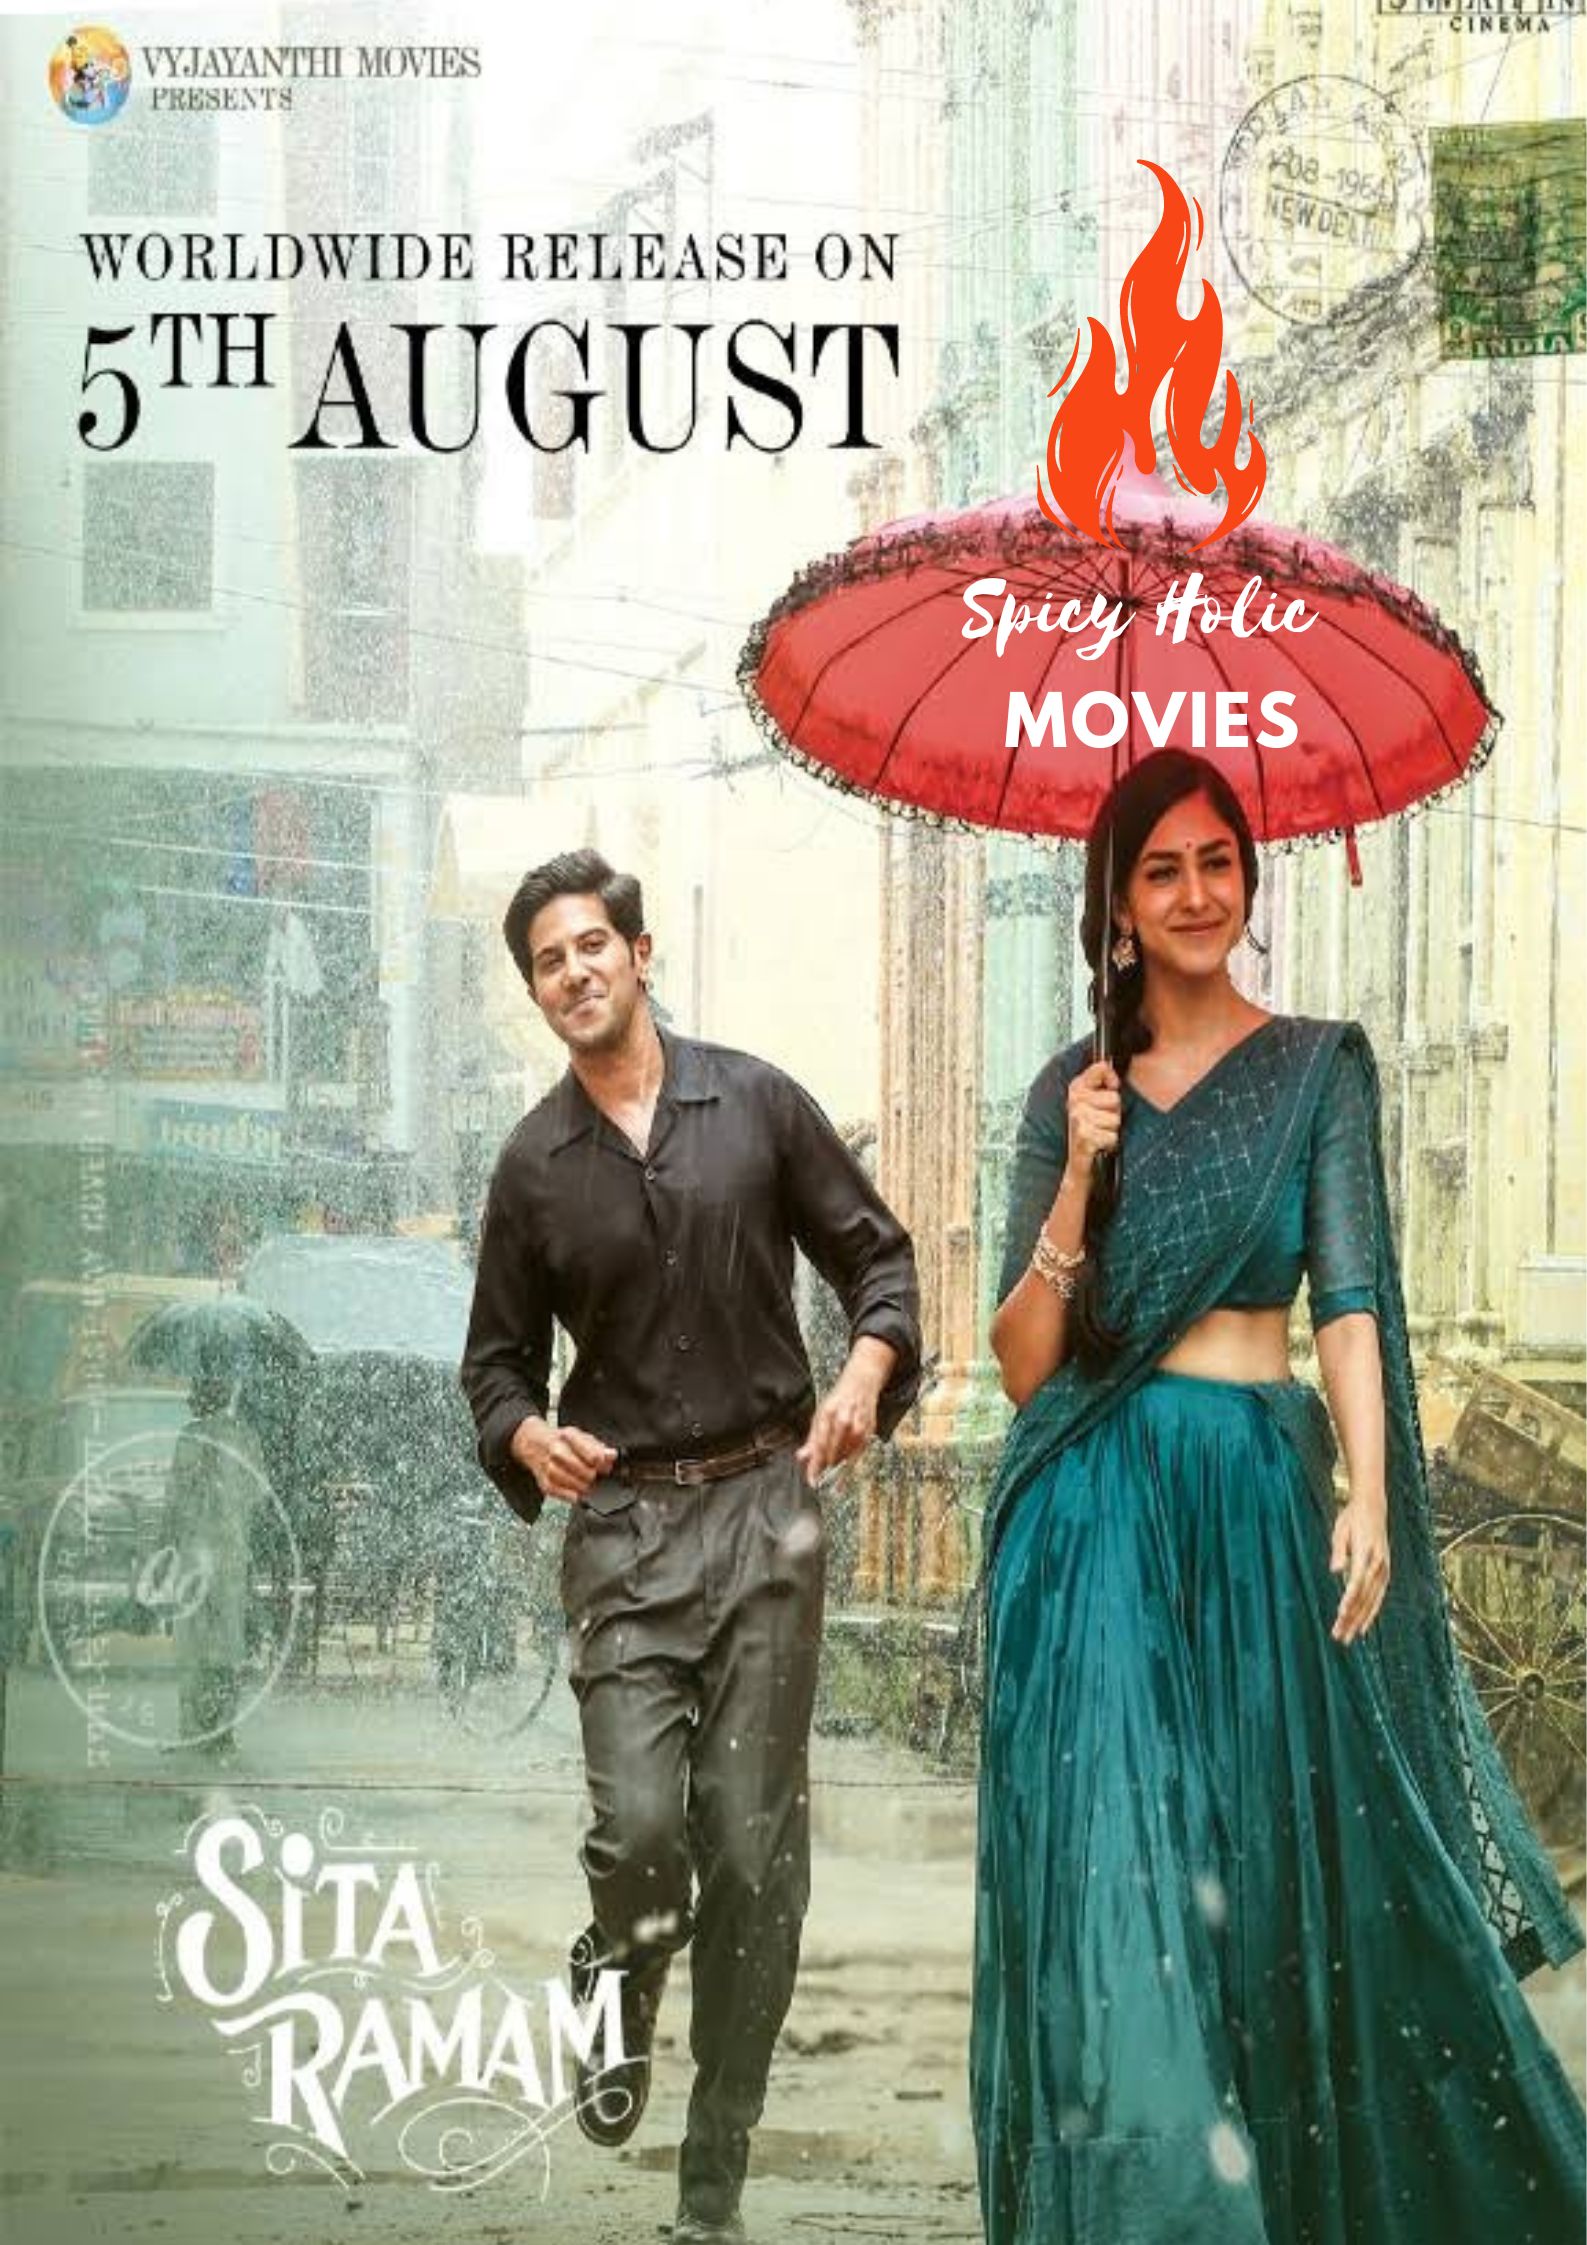 VYJAYANTHI MOVIES
PRESENTS
CINEMA
WORLDWIDE RELEASE ON
5TH AUGUST
NEW DELHI
INDIA
Spicy Holic
MOVIES
SITA
RAMAM